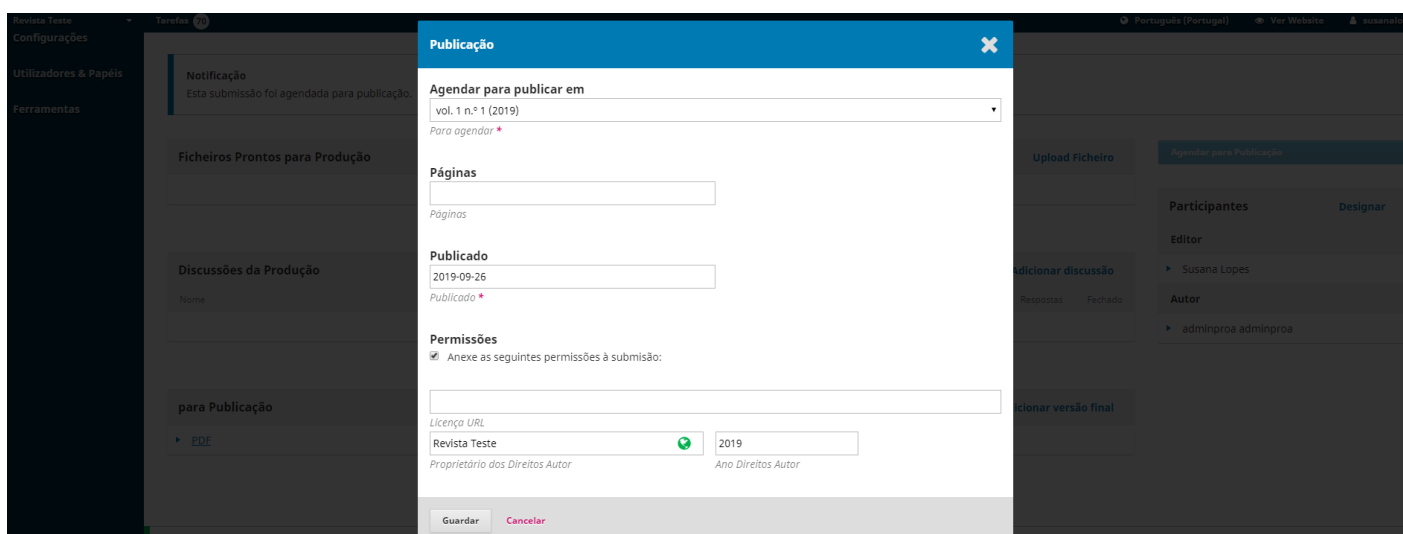 Revista Teste
Tarefas 70
Português (Portugal) Ver Website susanalo
Configurações
Utilizadores & Papéis
Ferramentas
Notificação
Esta submissão foi agendada para publicação.
Ficheiros Prontos para Produção
Upload Ficheiro
Discussões da Produção
Adicionar discussão
Nome
Respostas Fechado
para Publicação
icionar versão final
PDF
Publicação
Agendar para publicar em
vol. 1 n.º 1 (2019)
Para agendar *
Páginas
Páginas
Publicado
2019-09-26
Publicado *
Permissões
Anexe as seguintes permissões à submisão:
Licença URL
Revista Teste
2019
Proprietário dos Direitos Autor
Ano Direitos Autor
Guardar
Cancelar
Agendar para Publicação
Participantes
Designar
Editor
Susana Lopes
Autor
adminproa adminproa